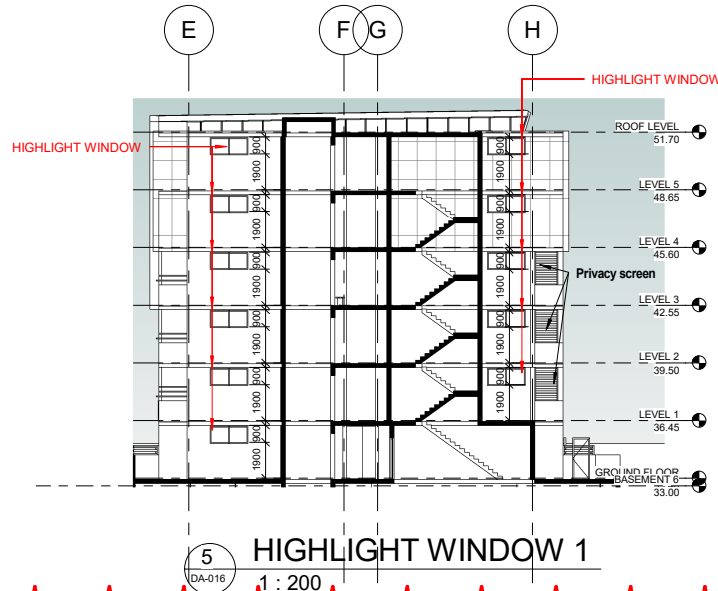 E
F
G
H
HIGHLIGHT WINDOW
HIGHLIGHT WINDOW
ROOF LEVEL
51.70
900
1900
900
1900
LEVEL 5
48.65
900
1900
900
1900
LEVEL 4
45.60
900
1900
900
1900
Privacy screen
LEVEL 3
42.55
900
1900
900
1900
LEVEL 2
39.50
900
1900
900
1900
LEVEL 1
36.45
900
1900
GROUND FLOOR
BASEMENT 6
33.00
5
DA-016
HIGHLIGHT WINDOW 1
1 : 200